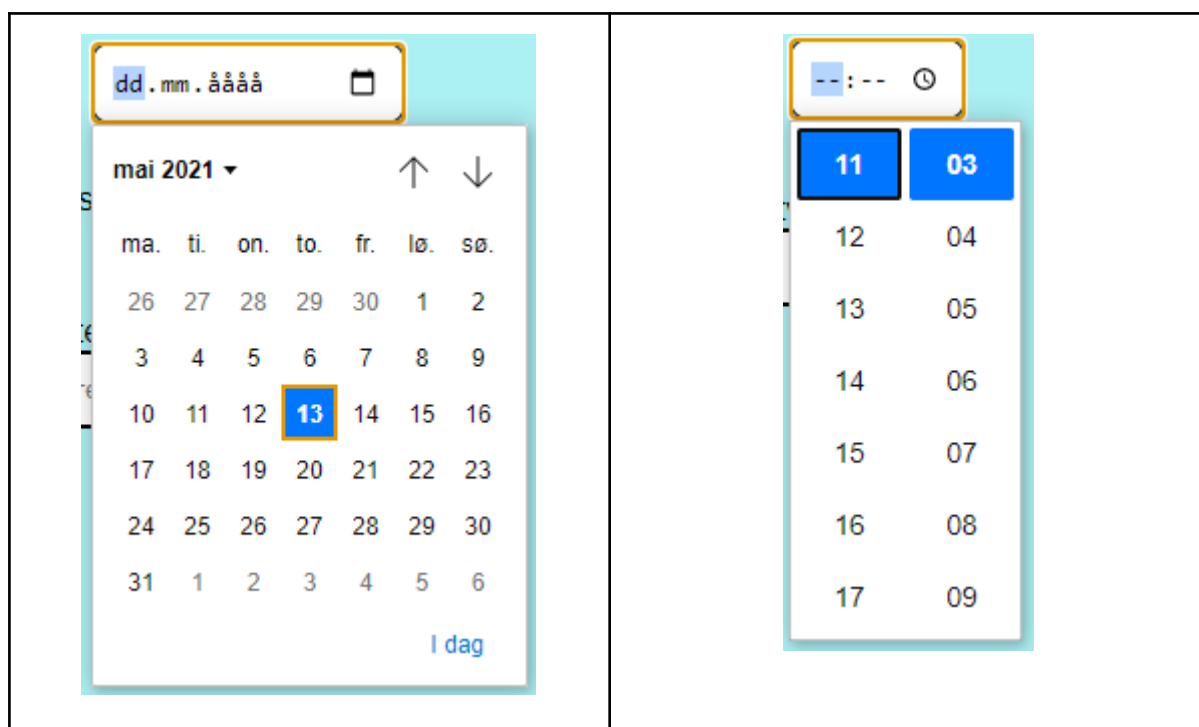 dd.mm.åååå
mai 2021
ma. ti. on. to. fr. lø. sø.
26 27 28 29 30 1 2
3 4 5 6 7 8 9
10 11 12 13 14 15 16
17 18 19 20 21 22 23
24 25 26 27 28 29 30
31 1 2 3 4 5 6
I dag
--:--
11 03
12 04
13 05
14 06
15 07
16 08
17 09